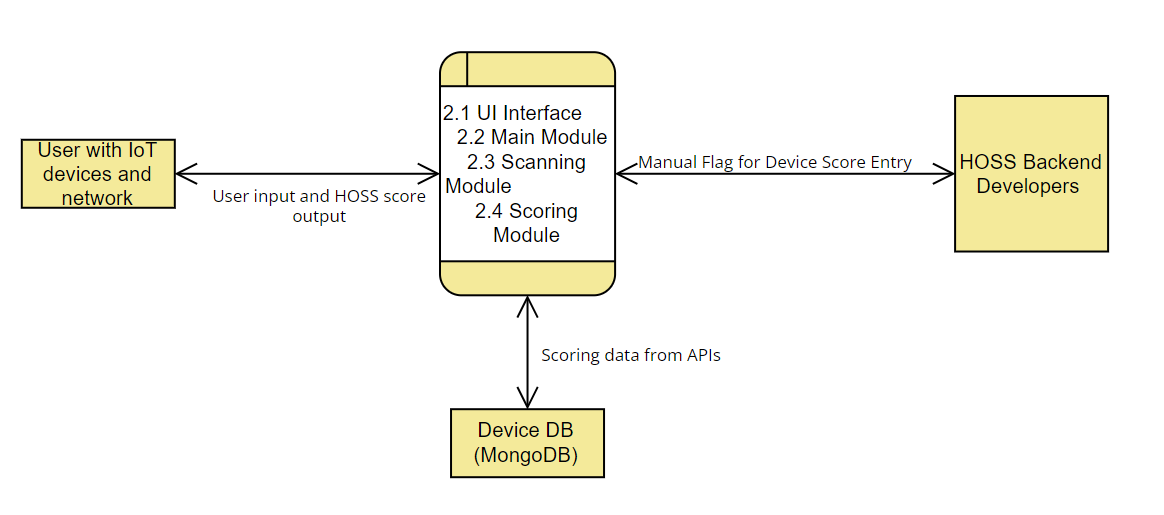 User with IoT
devices and
network
User input and HOSS score
output
2.1 UI Interface
2.2 Main Module
2.3 Scanning
Module
2.4 Scoring
Module
Manual Flag for Device Score Entry
HOSS Backend
Developers
Scoring data from APIs
Device DB
(MongoDB)